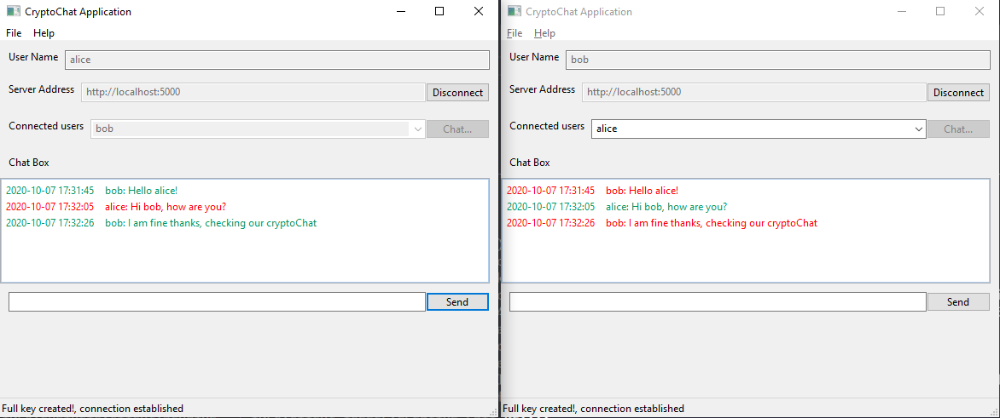 CryptoChat Application
File Help
User Name alice
Server Address http://localhost:5000 Disconnect
Connected users bob Chat...
Chat Box
2020-10-07 17:31:45 bob: Hello alice!
2020-10-07 17:32:05 alice: Hi bob, how are you?
2020-10-07 17:32:26 bob: I am fine thanks, checking our cryptoChat
Send
Full key created!, connection established
CryptoChat Application
File Help
User Name bob
Server Address http://localhost:5000 Disconnect
Connected users alice Chat...
Chat Box
2020-10-07 17:31:45 bob: Hello alice!
2020-10-07 17:32:05 alice: Hi bob, how are you?
2020-10-07 17:32:26 bob: I am fine thanks, checking our cryptoChat
Send
Full key created!, connection established